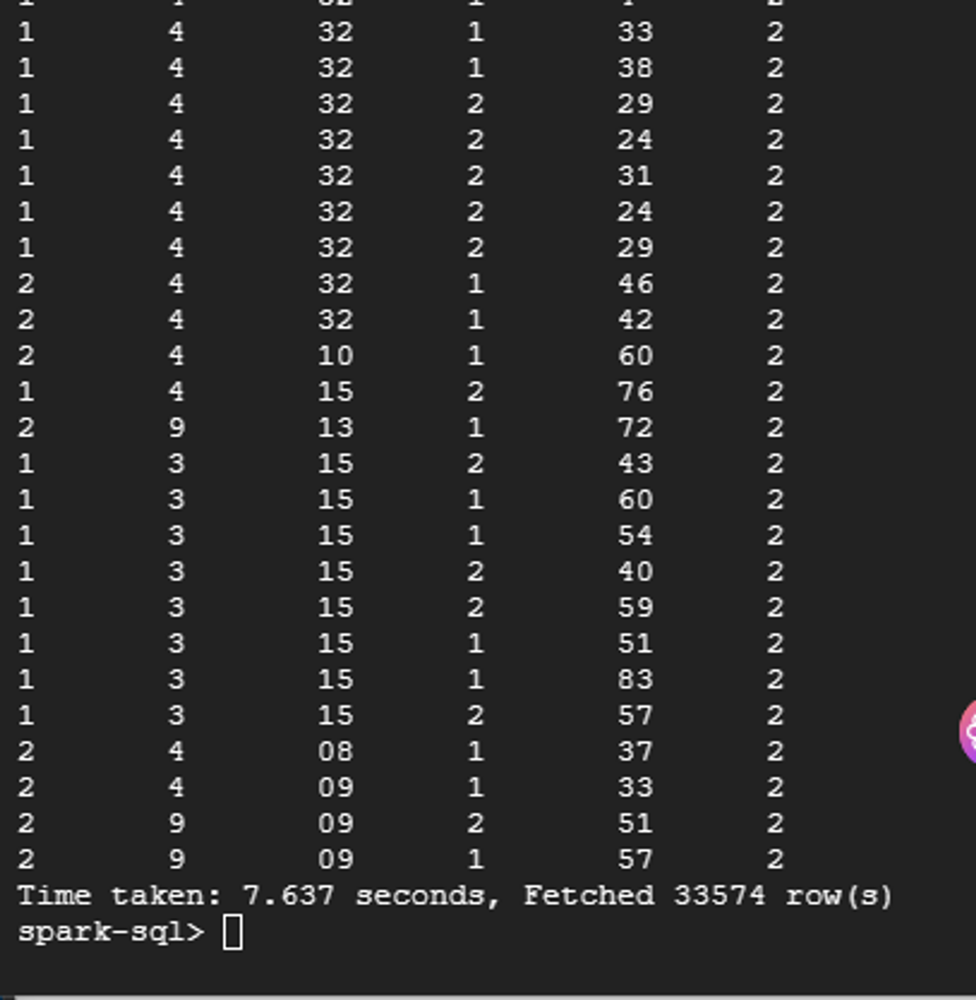 1 4 32 1 33 2
1 4 32 1 38 2
1 4 32 2 29 2
1 4 32 2 24 2
1 4 32 2 31 2
1 4 32 2 24 2
1 4 32 2 29 2
2 4 32 1 46 2
2 4 32 1 42 2
2 4 10 1 60 2
1 4 15 2 76 2
2 9 13 1 72 2
1 3 15 2 43 2
1 3 15 1 60 2
1 3 15 1 54 2
1 3 15 2 40 2
1 3 15 2 59 2
1 3 15 1 51 2
1 3 15 1 83 2
1 3 15 2 57 2
2 4 08 1 37 2
2 4 09 1 33 2
2 9 09 2 51 2
2 9 09 1 57 2
Time taken: 7.637 seconds, Fetched 33574 row(s)
spark-sql>